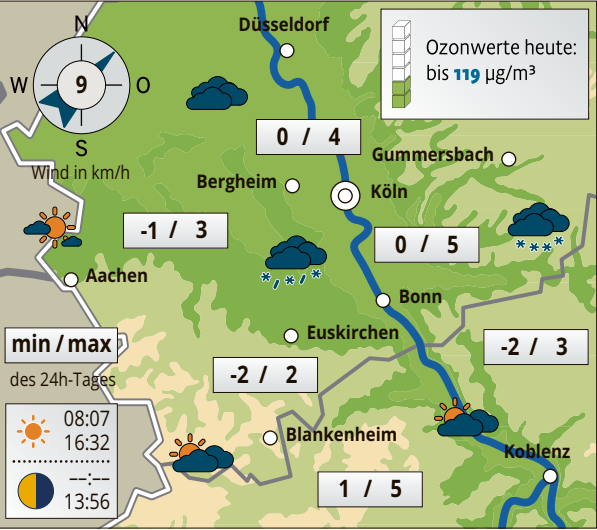 Düsseldorf
N
W 9 O
S
Wind in km/h
Ozonwerte heute:
bis 119 µg/m³
0 / 4
Gummersbach
Bergheim
Köln
-1 / 3
0 / 5
Aachen
Bonn
Euskirchen
min / max
des 24h-Tages
-2 / 3
-2 / 2
08:07
16:32
--:--
13:56
Blankenheim
Koblenz
1 / 5